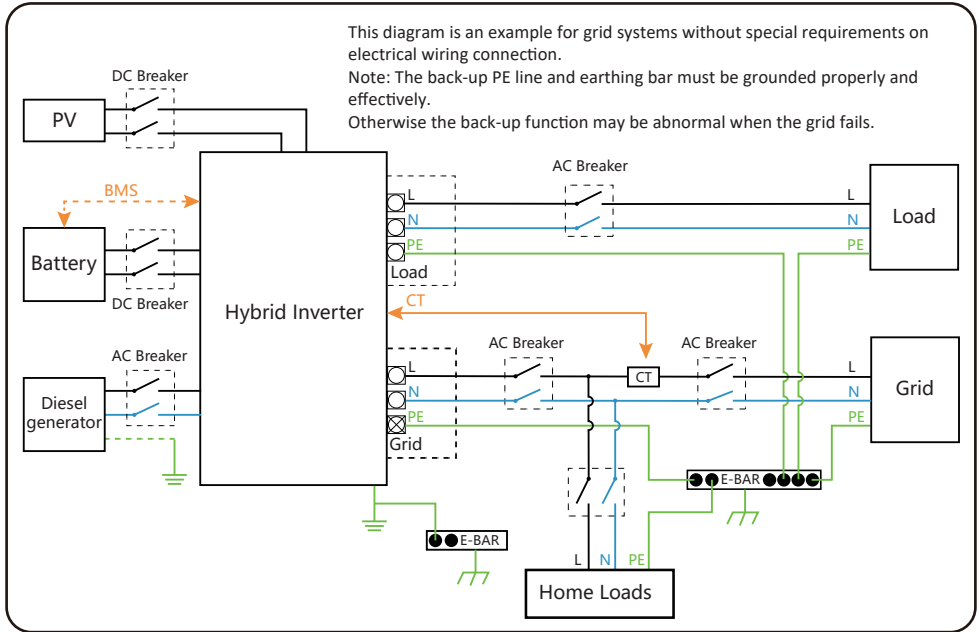 This diagram is an example for grid systems without special requirements on
electrical wiring connection.
Note: The back-up PE line and earthing bar must be grounded properly and
effectively.
Otherwise the back-up function may be abnormal when the grid fails.
DC Breaker
PV
AC Breaker
BMS
L
L
N
N
Load
PE
PE
Battery
Load
DC Breaker
CT
Hybrid Inverter
AC Breaker
AC Breaker
AC Breaker
L
CT
L
N
N
Grid
Diesel
generator
PE
PE
Grid
E-BAR
E-BAR
L
N
PE
Home Loads